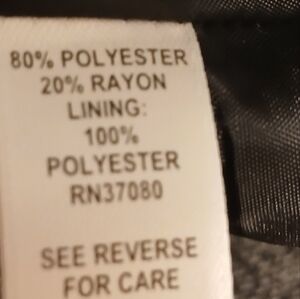 80% POLYESTER
20% RAYON
LINING:
100%
POLYESTER
RN37080
SEE REVERSE
FOR CARE